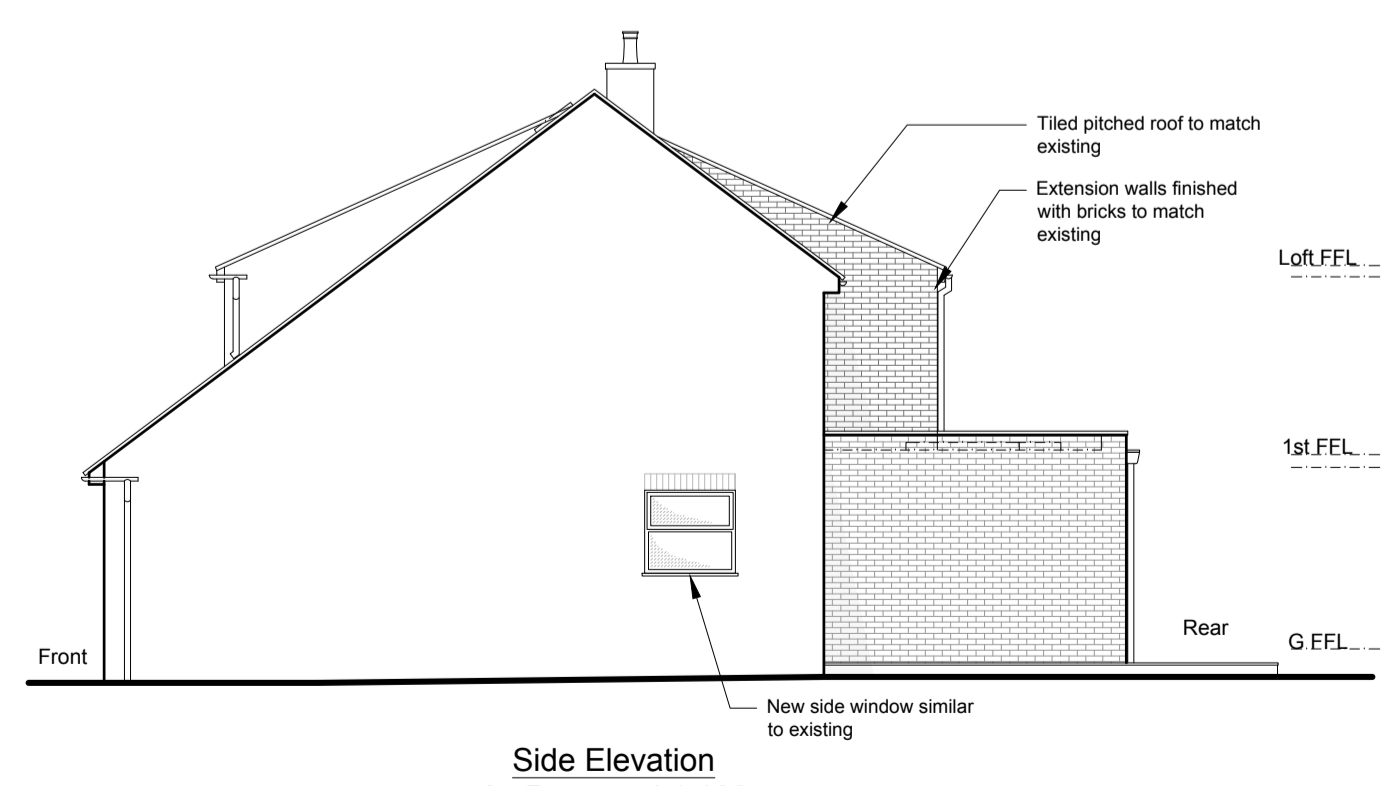 Tiled pitched roof to match
existing
Extension walls finished
with bricks to match
existing
Loft FFL
1st FFL
Rear
G FFL
Front
New side window similar
to existing
Side Elevation